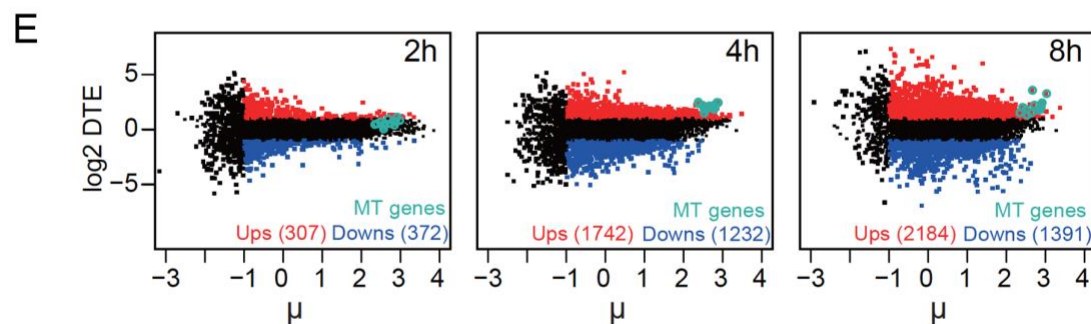 E
2h
4h
8h
log2 DTE
5
0
−5
MT genes
Ups (307) Downs (372)
MT genes
Ups (1742) Downs (1232)
MT genes
Ups (2184) Downs (1391)
−3 −1 0 1 2 3 4
−3 −1 0 1 2 3 4
−3 −1 0 1 2 3 4
μ
μ
μ